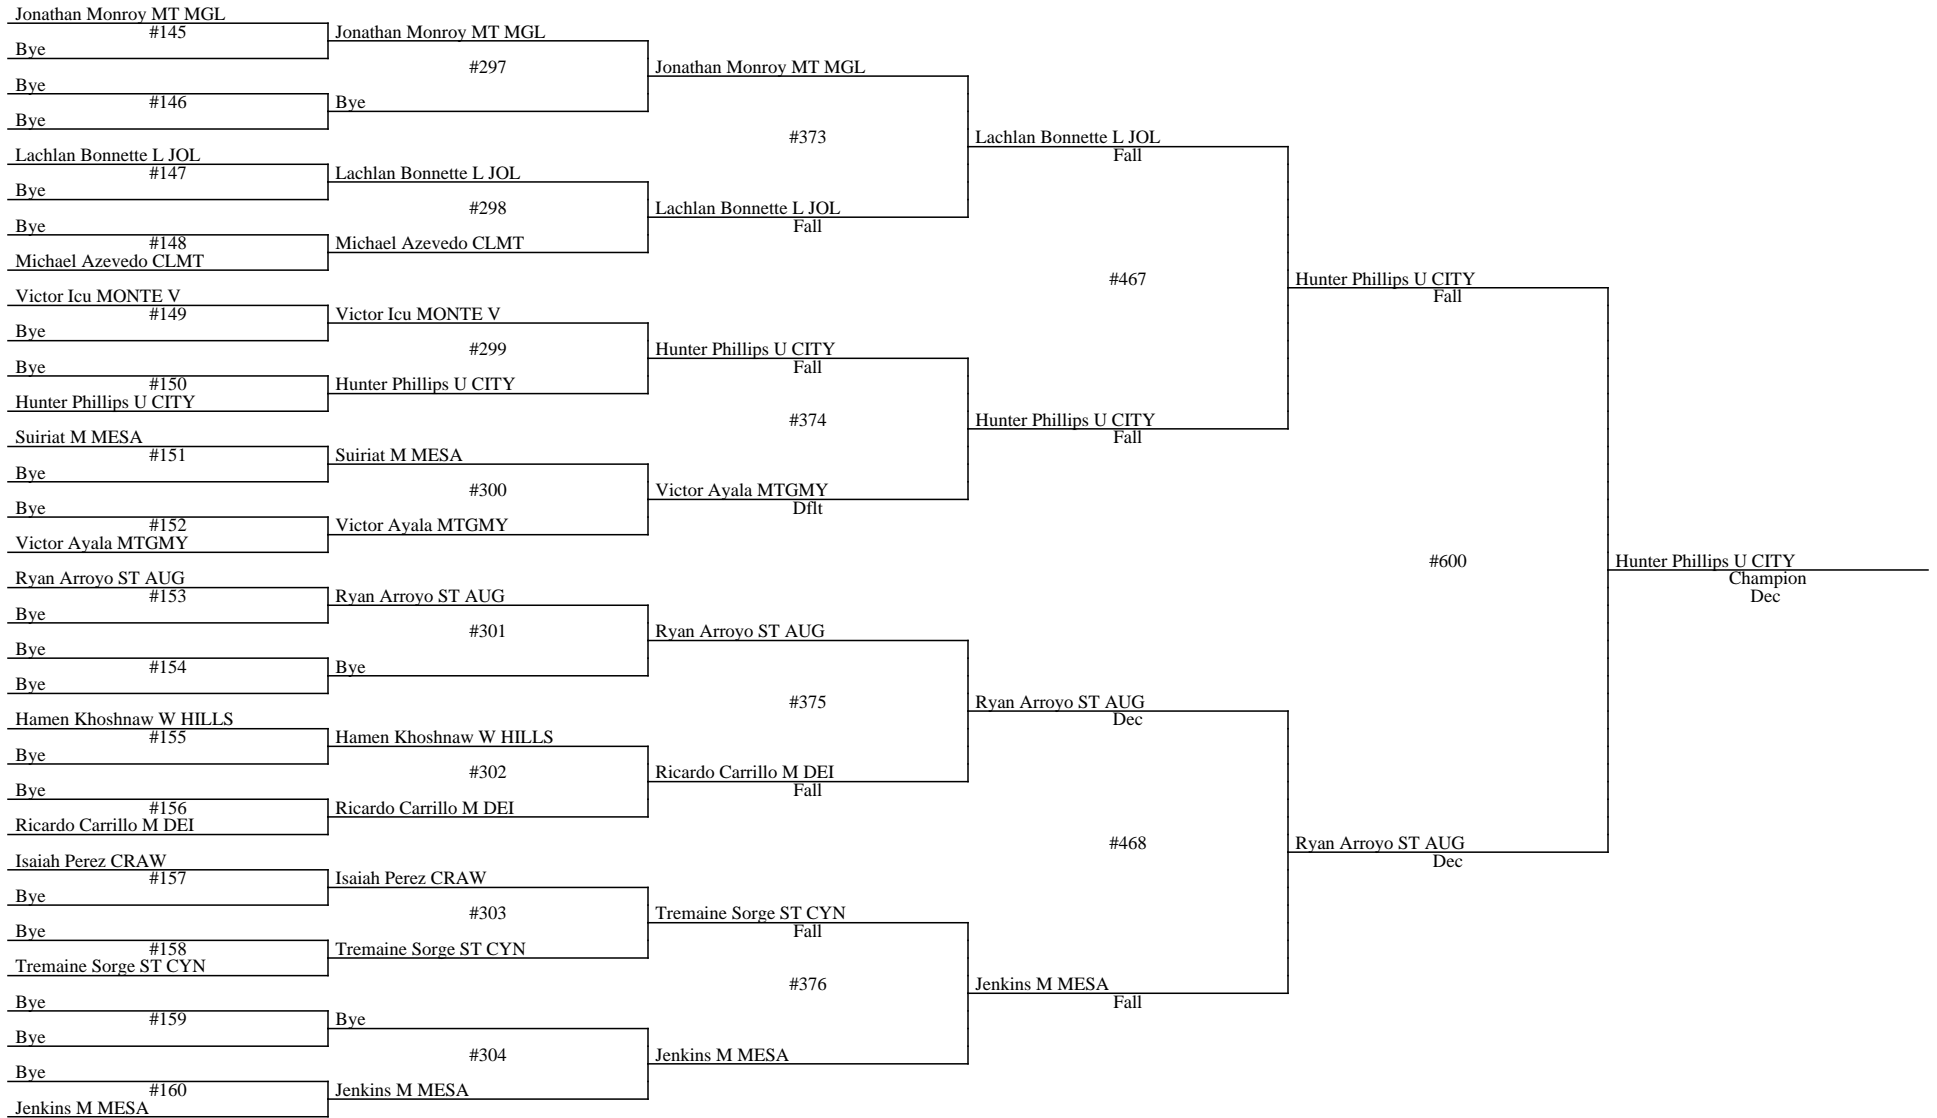 Jonathan Monroy MT MGL
#145
Bye
Bye
#146
Bye
Lachlan Bonnette L JOL
#147
Bye
Bye
#148
Michael Azevedo CLMT
Victor Icu MONTE V
#149
Bye
Bye
#150
Hunter Phillips U CITY
Suiriat M MESA
#151
Bye
Bye
#152
Victor Ayala MTGMY
Ryan Arroyo ST AUG
#153
Bye
Bye
#154
Bye
Hamen Khoshnaw W HILLS
#155
Bye
Bye
#156
Ricardo Carrillo M DEI
Isaiah Perez CRAW
#157
Bye
Bye
#158
Tremaine Sorge ST CYN
Bye
#159
Bye
Bye
#160
Jenkins M MESA
Jonathan Monroy MT MGL
#297
Bye
Lachlan Bonnette L JOL
#298
Michael Azevedo CLMT
Victor Icu MONTE V
#299
Hunter Phillips U CITY
Suiriat M MESA
#300
Victor Ayala MTGMY
Ryan Arroyo ST AUG
#301
Bye
Hamen Khoshnaw W HILLS
#302
Ricardo Carrillo M DEI
Isaiah Perez CRAW
#303
Tremaine Sorge ST CYN
Bye
#304
Jenkins M MESA
Jonathan Monroy MT MGL
#373
Lachlan Bonnette L JOL
Fall
Hunter Phillips U CITY
Fall
#374
Victor Ayala MTGMY
Dflt
Ryan Arroyo ST AUG
#375
Ricardo Carrillo M DEI
Fall
Tremaine Sorge ST CYN
Fall
#376
Jenkins M MESA
Lachlan Bonnette L JOL
Fall
#467
Hunter Phillips U CITY
Fall
Ryan Arroyo ST AUG
Dec
#468
Jenkins M MESA
Fall
Hunter Phillips U CITY
Fall
#600
Ryan Arroyo ST AUG
Dec
Hunter Phillips U CITY
Champion
Dec